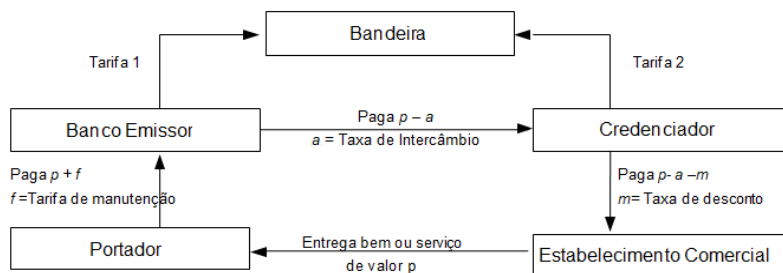 Bandeira
Tarifa 1
Tarifa 2
Banco Emissor
Paga p – a
a = Taxa de Intercâmbio
Credenciador
Paga p + f
f =Tarifa de manutenção
Paga p- a –m
m= Taxa de desconto
Portador
Entrega bem ou serviço
de valor p
Estabelecimento Comercial